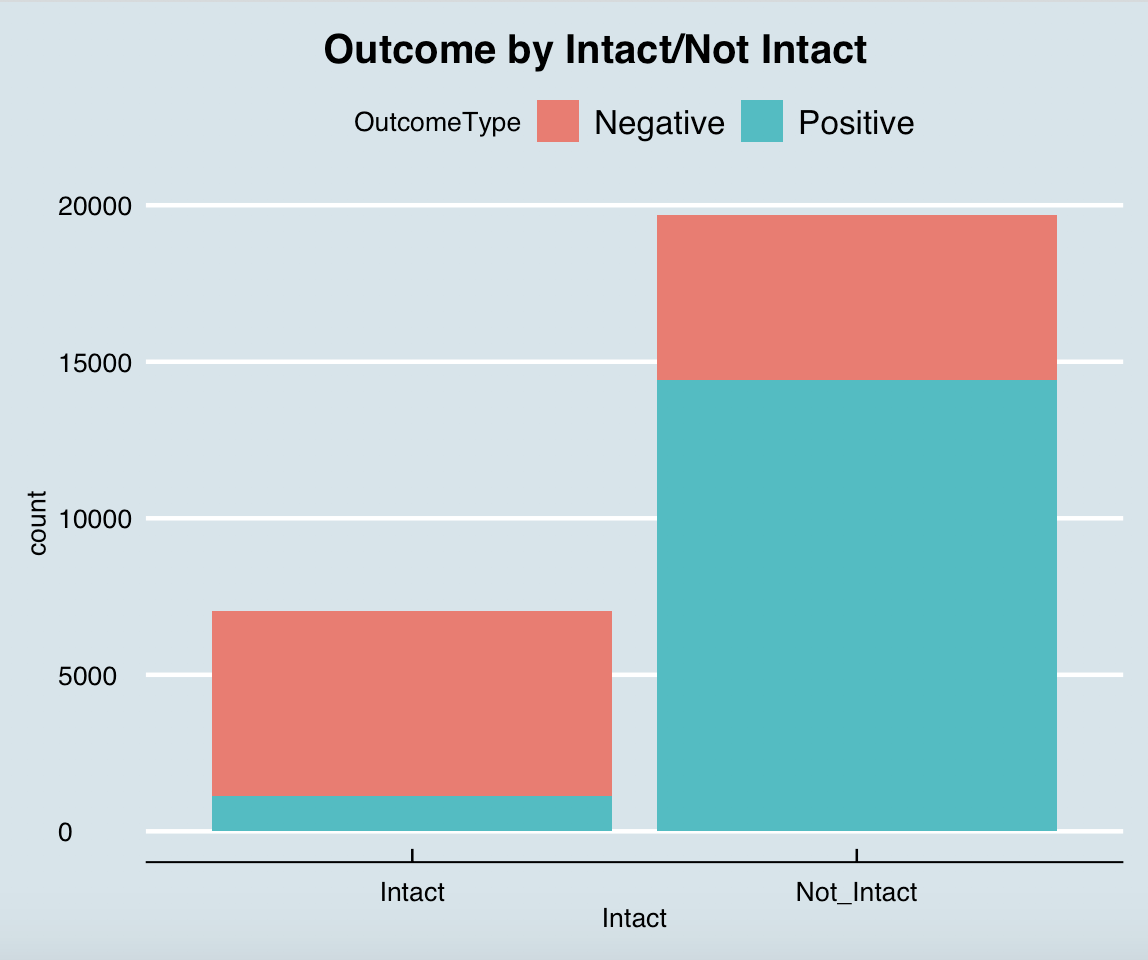 Outcome by Intact/Not Intact
OutcomeType Negative Positive
20000
15000
10000
5000
0
count
Intact Not_Intact
Intact